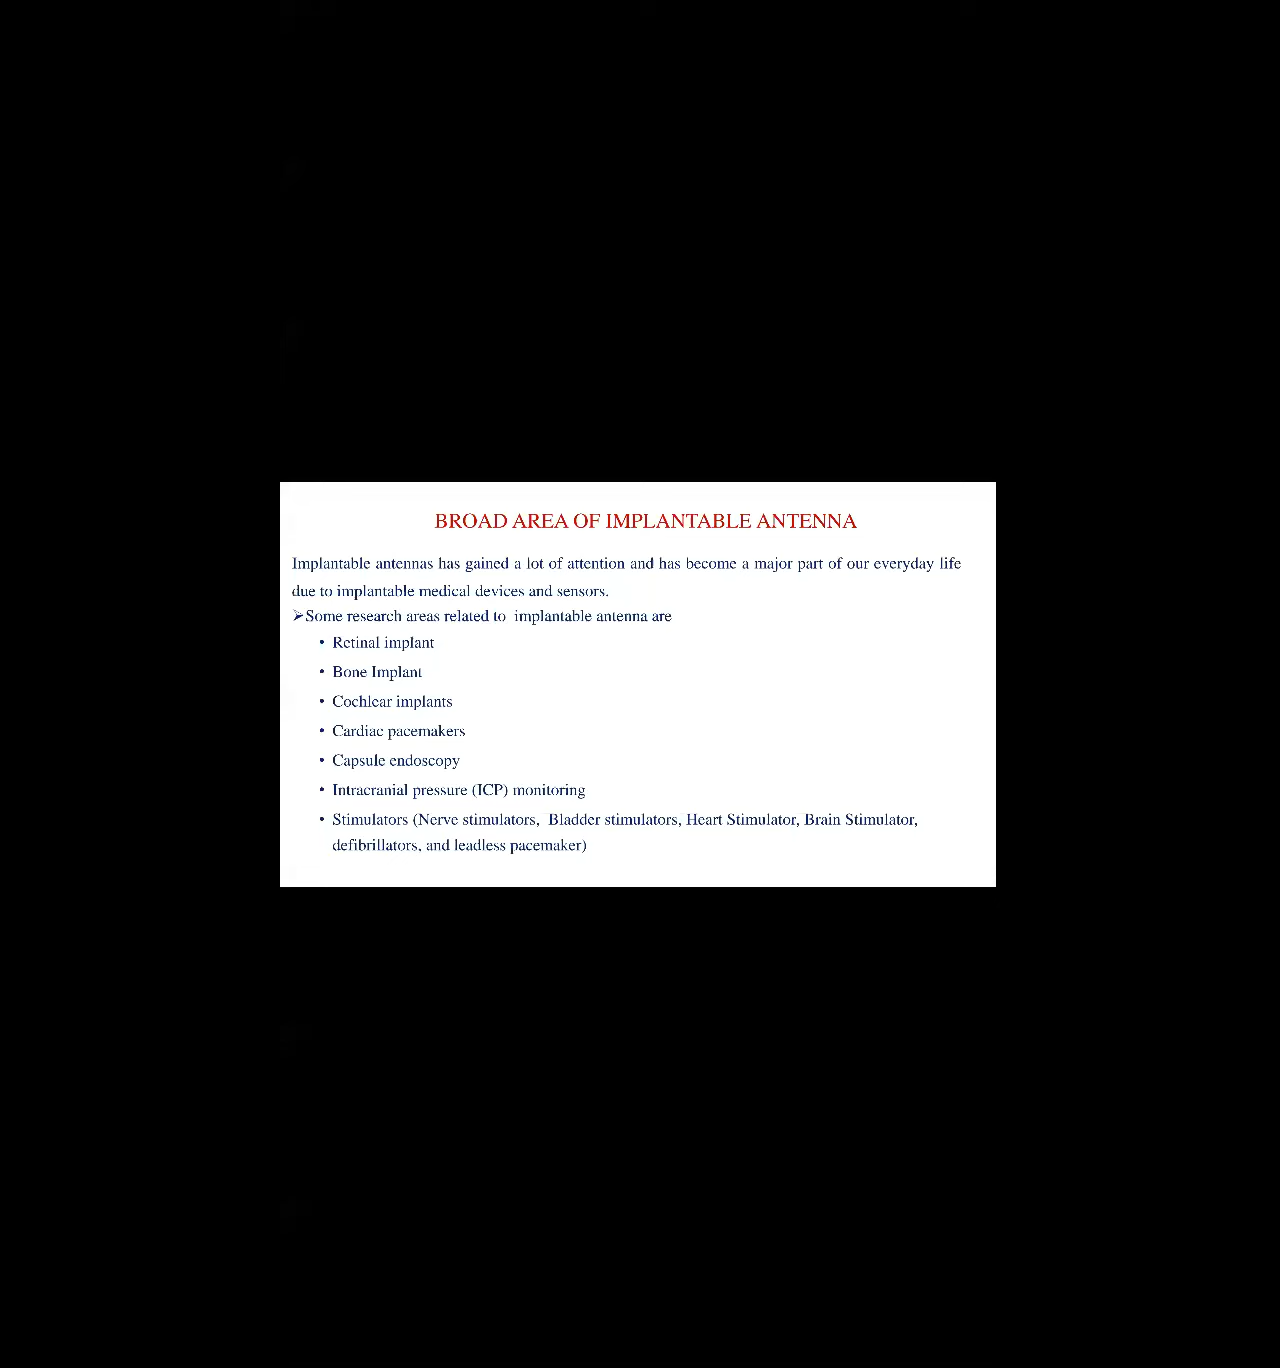 BROAD AREA OF IMPLANTABLE ANTENNA
Implantable antennas has gained a lot of attention and has become a major part of our everyday life
due to implantable medical devices and sensors.
➢Some research areas related to  implantable antenna are
• Retinal implant
• Bone Implant
• Cochlear implants
• Cardiac pacemakers
• Capsule endoscopy
• Intracranial pressure (ICP) monitoring
• Stimulators (Nerve stimulators,  Bladder stimulators, Heart Stimulator, Brain Stimulator,
defibrillators, and leadless pacemaker)